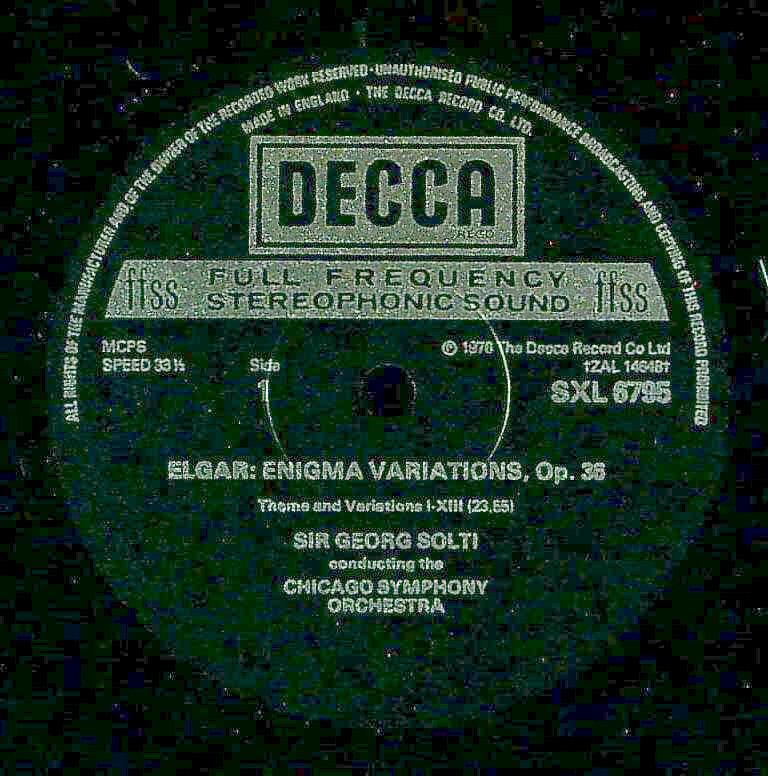 ALL RIGHTS OF THE MANUFACTURER AND OF THE OWNER OF THE RECORDED WORK RESERVED · UNAUTHORISED PUBLIC PERFORMANCE BROADCASTING AND COPYING OF THIS RECORD PROHIBITED
MADE IN ENGLAND · THE DECCA RECORD CO. LTD.
DECCA
ffss FULL FREQUENCY ffss
STEREOPHONIC SOUND
MCPS ℗ 1976 The Decca Record Co Ltd
SPEED 33⅓ Side †ZAL
1 SXL 6795
ELGAR: ENIGMA VARIATIONS, Op. 36
Theme and Variations I-XIII (23,55)
SIR GEORG SOLTI
conducting the
CHICAGO SYMPHONY
ORCHESTRA